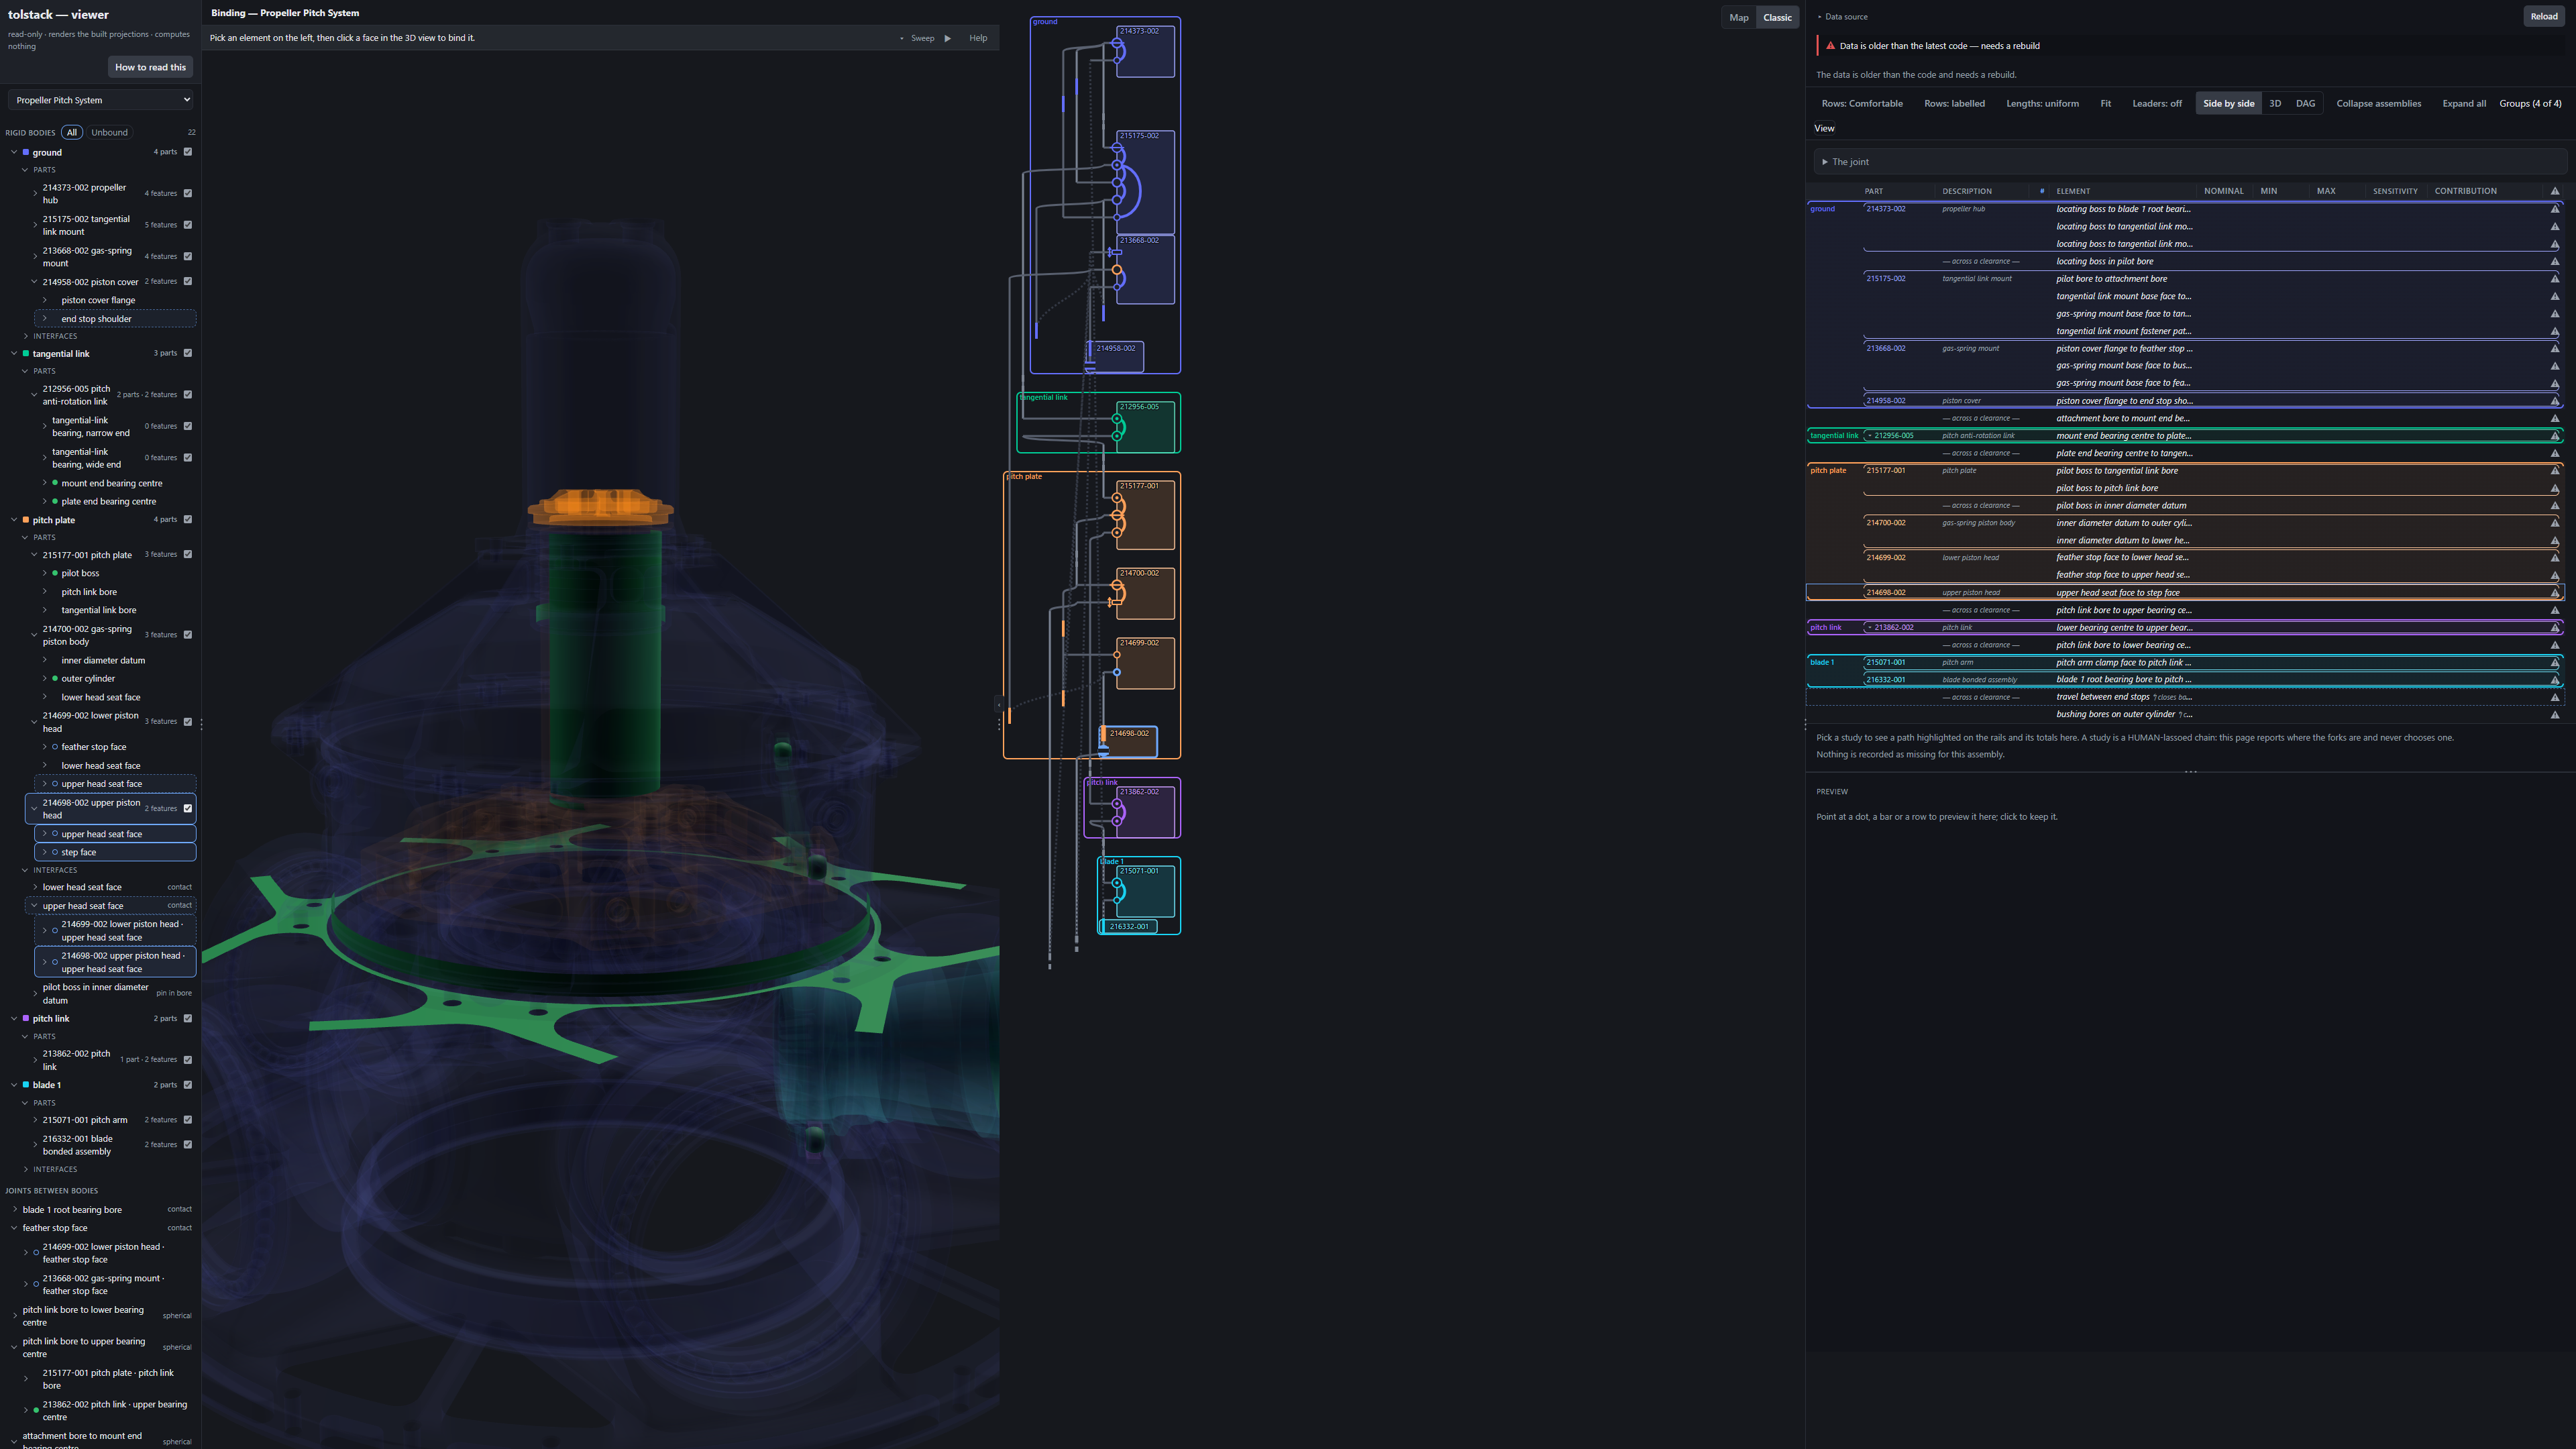 tolstack — viewer
read-only · renders the built projections · computes
nothing
How to read this
Propeller Pitch System
RIGID BODIES All Unbound 22
ground 4 parts
PARTS
214373-002 propeller
hub
4 features
215175-002 tangential
link mount
5 features
213668-002 gas-spring
mount
4 features
214958-002 piston cover 2 features
piston cover flange
end stop shoulder
INTERFACES
tangential link 3 parts
PARTS
212956-005 pitch
anti-rotation link
2 parts · 2 features
tangential-link
bearing, narrow end
0 features
tangential-link
bearing, wide end
0 features
mount end bearing centre
plate end bearing centre
pitch plate 4 parts
PARTS
215177-001 pitch plate 3 features
pilot boss
pitch link bore
tangential link bore
214700-002 gas-spring
piston body
3 features
inner diameter datum
outer cylinder
lower head seat face
214699-002 lower piston
head
3 features
feather stop face
lower head seat face
upper head seat face
214698-002 upper piston
head
2 features
upper head seat face
step face
INTERFACES
lower head seat face contact
upper head seat face contact
214699-002 lower piston head ·
upper head seat face
214698-002 upper piston head ·
upper head seat face
pilot boss in inner diameter
datum
pin in bore
pitch link 2 parts
PARTS
213862-002 pitch
link
1 part · 2 features
blade 1 2 parts
PARTS
215071-001 pitch arm 2 features
216332-001 blade
bonded assembly
2 features
INTERFACES
JOINTS BETWEEN BODIES
blade 1 root bearing bore contact
feather stop face contact
214699-002 lower piston head ·
feather stop face
213668-002 gas-spring mount ·
feather stop face
pitch link bore to lower bearing
centre
spherical
pitch link bore to upper bearing
centre
spherical
215177-001 pitch plate · pitch link
bore
213862-002 pitch link · upper bearing
centre
attachment bore to mount end
bearing centre
spherical
Binding — Propeller Pitch System
Pick an element on the left, then click a face in the 3D view to bind it.
Sweep Help
Map Classic
ground
214373-002
215175-002
213668-002
214958-002
tangential link
212956-005
pitch plate
215177-001
214700-002
214699-002
214698-002
pitch link
213862-002
blade 1
215071-001
216332-001
Data source
Reload
Data is older than the latest code — needs a rebuild
The data is older than the code and needs a rebuild.
Rows: Comfortable Rows: labelled Lengths: uniform Fit Leaders: off Side by side 3D DAG Collapse assemblies Expand all Groups (4 of 4)
View
The joint
PART DESCRIPTION # ELEMENT NOMINAL MIN MAX SENSITIVITY CONTRIBUTION
ground 214373-002 propeller hub locating boss to blade 1 root beari...
locating boss to tangential link mo...
locating boss to tangential link mo...
— across a clearance — locating boss in pilot bore
215175-002 tangential link mount pilot bore to attachment bore
tangential link mount base face to...
gas-spring mount base face to tan...
tangential link mount fastener pat...
213668-002 gas-spring mount piston cover flange to feather stop ...
gas-spring mount base face to bus...
gas-spring mount base face to fea...
214958-002 piston cover piston cover flange to end stop sho...
— across a clearance — attachment bore to mount end be...
tangential link 212956-005 pitch anti-rotation link mount end bearing centre to plate...
— across a clearance — plate end bearing centre to tangen...
pitch plate 215177-001 pitch plate pilot boss to tangential link bore
pilot boss to pitch link bore
— across a clearance — pilot boss in inner diameter datum
214700-002 gas-spring piston body inner diameter datum to outer cyli...
inner diameter datum to lower he...
214699-002 lower piston head feather stop face to lower head se...
feather stop face to upper head se...
214698-002 upper piston head upper head seat face to step face
— across a clearance — pitch link bore to upper bearing ce...
pitch link 213862-002 pitch link lower bearing centre to upper bear...
— across a clearance — pitch link bore to lower bearing ce...
blade 1 215071-001 pitch arm pitch arm clamp face to pitch link ...
216332-001 blade bonded assembly blade 1 root bearing bore to pitch ...
— across a clearance — travel between end stops closes bo...
bushing bores on outer cylinder
Pick a study to see a path highlighted on the rails and its totals here. A study is a HUMAN-lassoed chain: this page reports where the forks are and never chooses one.
Nothing is recorded as missing for this assembly.
PREVIEW
Point at a dot, a bar or a row to preview it here; click to keep it.